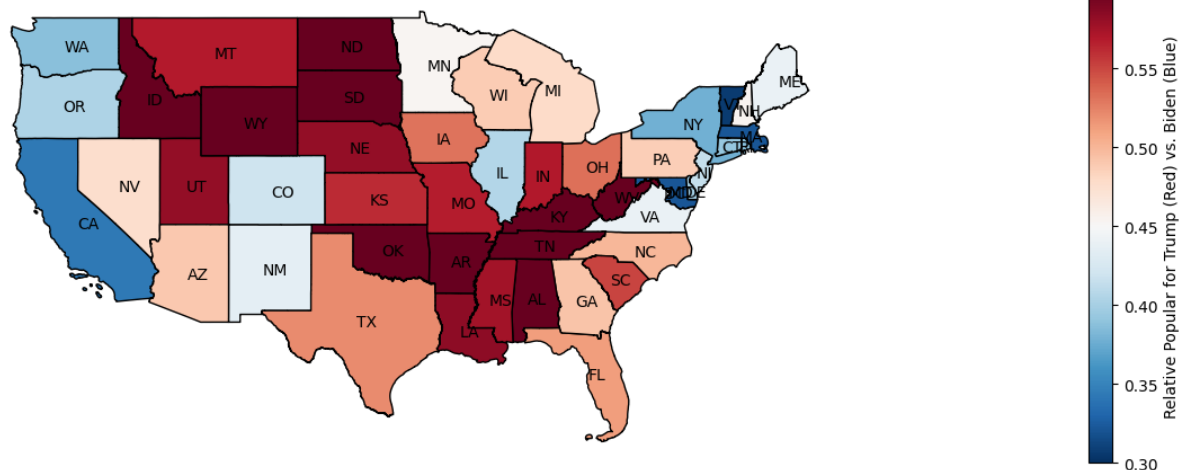 WA
MT
ND
MN
ME
OR
ID
SD
WI
MI
NY
VT
NH
MA
WY
IA
NE
PA
CT
RI
NV
UT
CO
IL
IN
OH
NJ
KS
MO
WV
MD
DE
CA
KY
VA
AZ
NM
OK
AR
TN
NC
SC
MS
AL
GA
TX
LA
FL
0.55
0.50
0.45
0.40
0.35
0.30
Relative Popular for Trump (Red) vs. Biden (Blue)